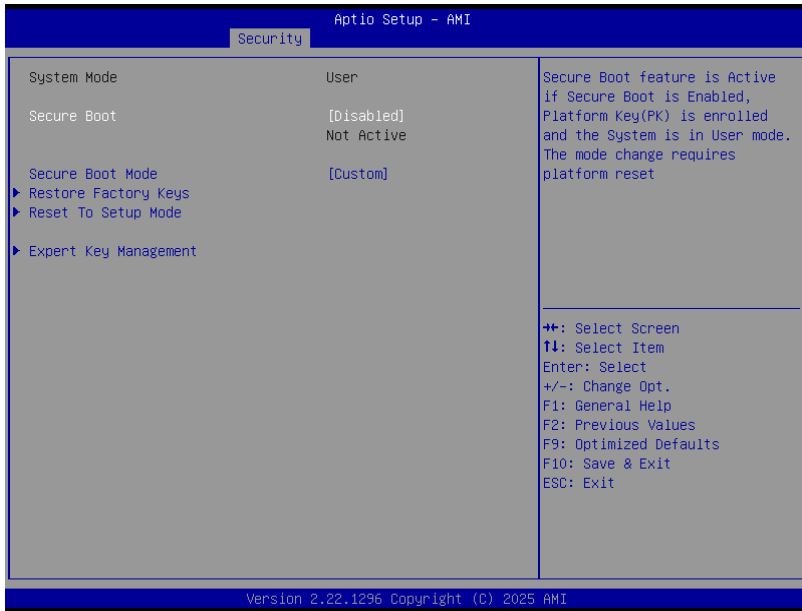 Aptio Setup – AMI
Security
System Mode User
Secure Boot [Disabled]
Not Active
Secure Boot Mode [Custom]
Restore Factory Keys
Reset To Setup Mode
Expert Key Management
Secure Boot feature is Active
if Secure Boot is Enabled,
Platform Key(PK) is enrolled
and the System is in User mode.
The mode change requires
platform reset
→←: Select Screen
↑↓: Select Item
Enter: Select
+/-: Change Opt.
F1: General Help
F2: Previous Values
F9: Optimized Defaults
F10: Save & Exit
ESC: Exit
Version 2.22.1296 Copyright (C) 2025 AMI